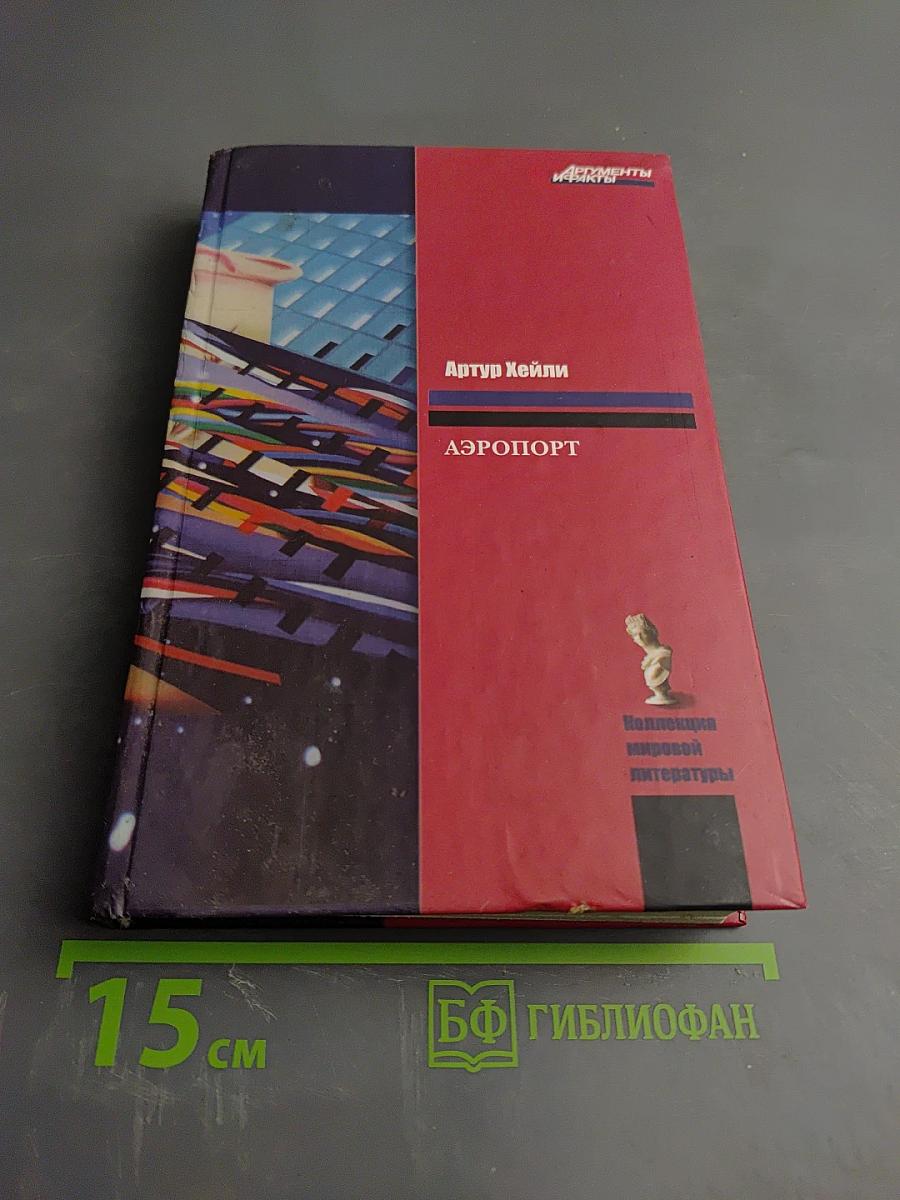 АРГУМЕНТЫ
И ФАКТЫ
Артур Хейли
АЭРОПОРТ
Коллекция
мировой
литературы
15 см
БФ ГИБЛИОФАН